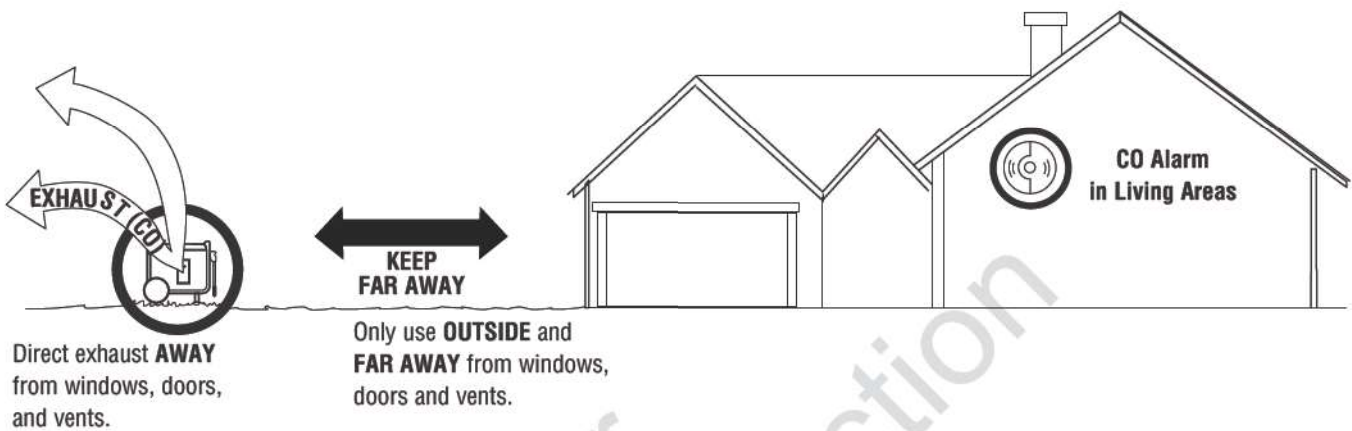 EXHAUST (CO)
KEEP
FAR AWAY
CO Alarm
in Living Areas
Direct exhaust AWAY
from windows, doors,
and vents.
Only use OUTSIDE and
FAR AWAY from windows,
doors and vents.